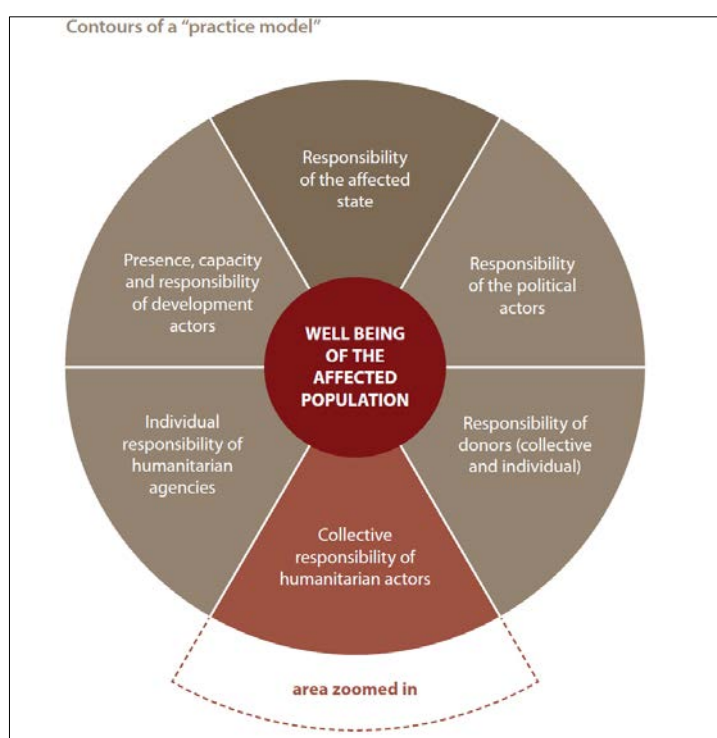 Contours of a “practice model”
Responsibility
of the affected
state
Presence, capacity
and responsibility
of development
actors
Responsibility
of the political
actors
WELL BEING
OF THE
AFFECTED
POPULATION
Individual
responsibility of
humanitarian
agencies
Responsibility of
donors (collective
and individual)
Collective
responsibility of
humanitarian actors
area zoomed in